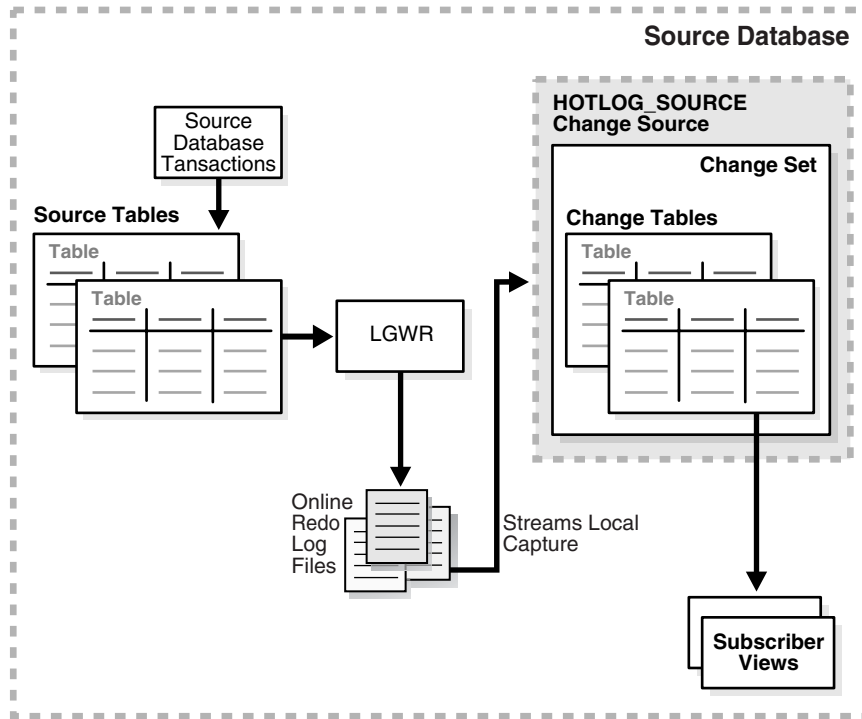 Source Database
HOTLOG_SOURCE
Change Source
Source
Database
Tansactions
Change Set
Source Tables
Change Tables
Table
Table
Table
Table
LGWR
Online
Redo
Log
Files
Streams Local
Capture
Subscriber
Views